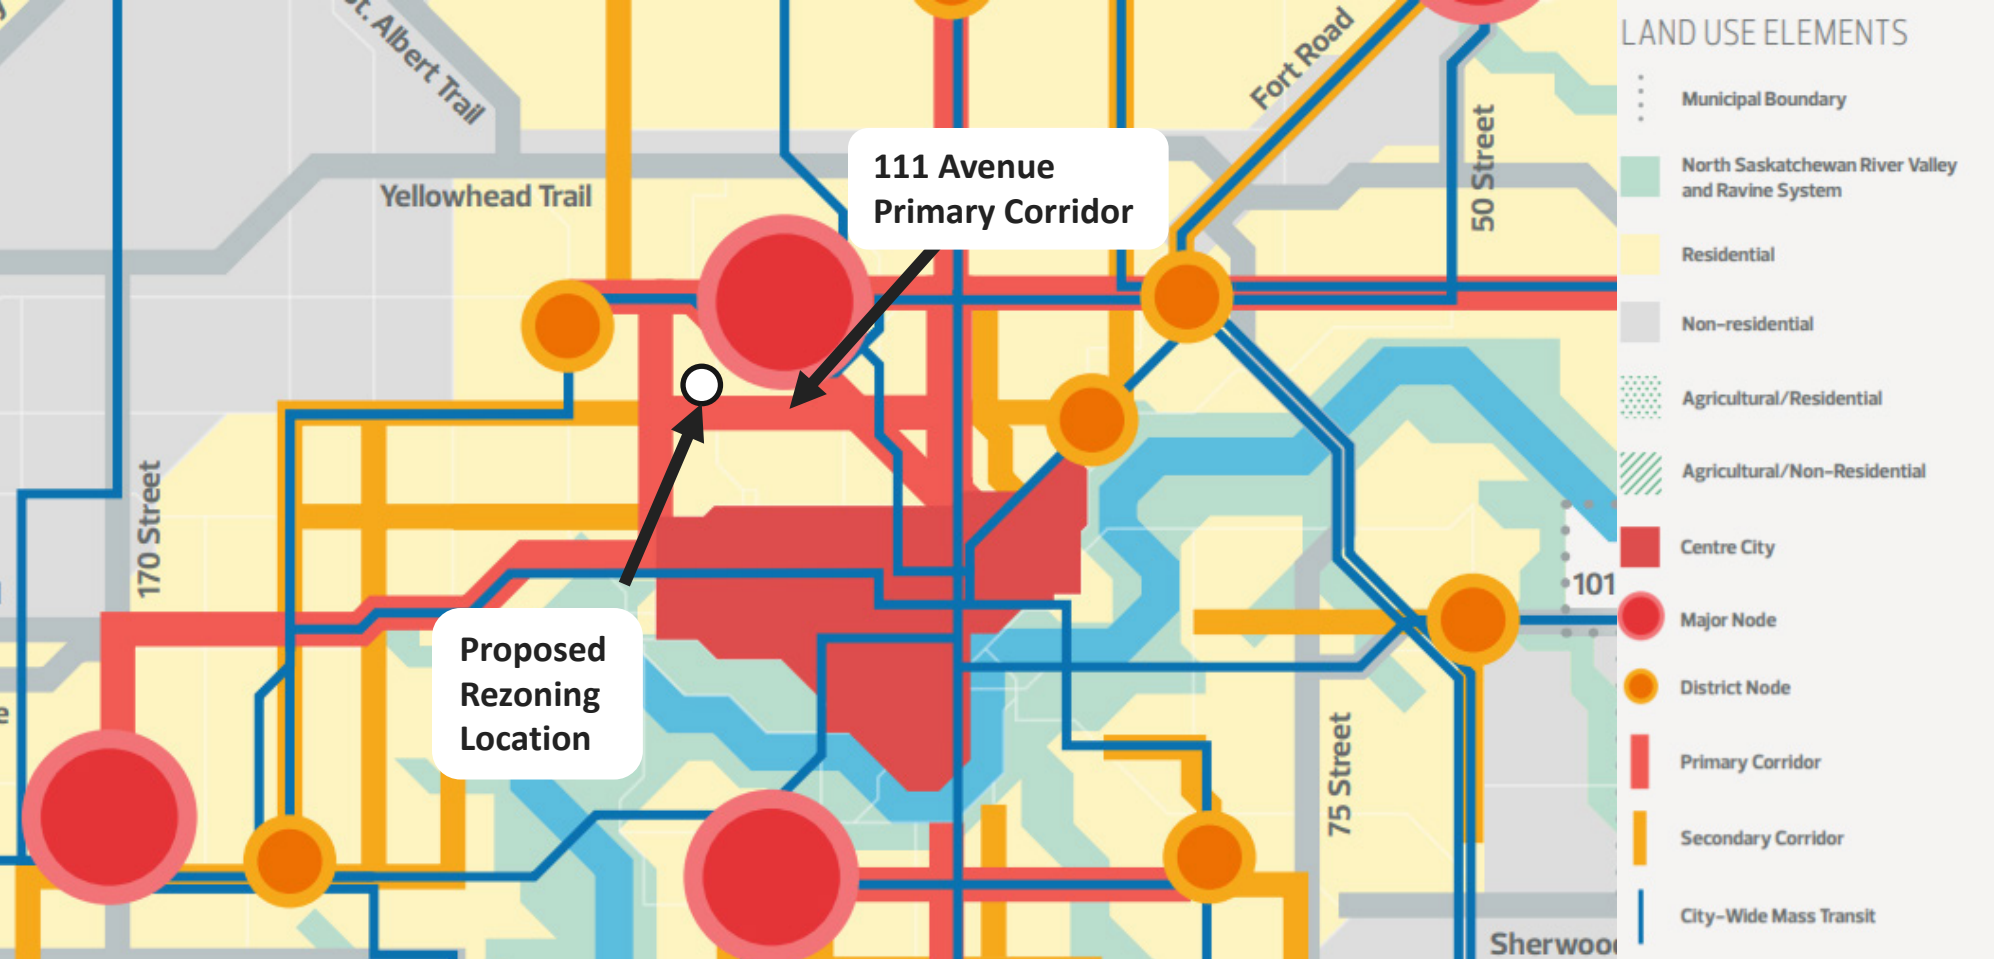 St. Albert Trail
Yellowhead Trail
111 Avenue
Primary Corridor
Fort Road
50 Street
170 Street
Proposed
Rezoning
Location
75 Street
101
Sherwood
LAND USE ELEMENTS
Municipal Boundary
North Saskatchewan River Valley
and Ravine System
Residential
Non-residential
Agricultural/Residential
Agricultural/Non-Residential
Centre City
Major Node
District Node
Primary Corridor
Secondary Corridor
City-Wide Mass Transit